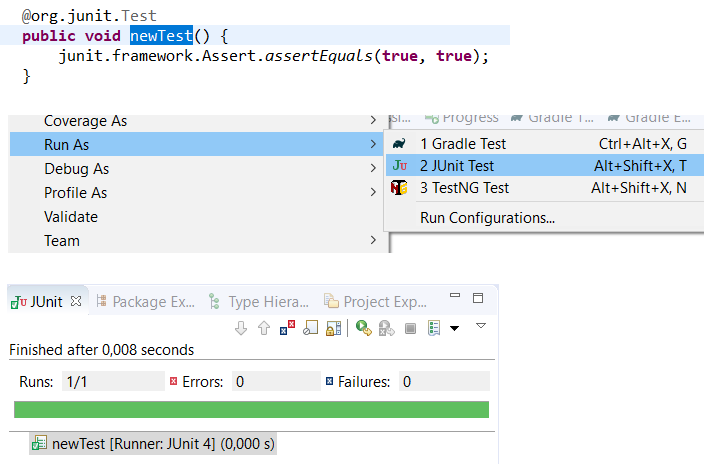 @org.junit.Test
public void newTest() {
junit.framework.Assert.assertEquals(true, true);
}
Coverage As >
Run As >
Debug As >
Profile As >
Validate
Team >
Progress Gradle T... Gradle E...
1 Gradle Test Ctrl+Alt+X, G
2 JUnit Test Alt+Shift+X, T
3 TestNG Test Alt+Shift+X, N
Run Configurations...
JUnit Package Ex... Type Hiera... Project Exp...
Finished after 0,008 seconds
Runs: 1/1 Errors: 0 Failures: 0
newTest [Runner: JUnit 4] (0,000 s)